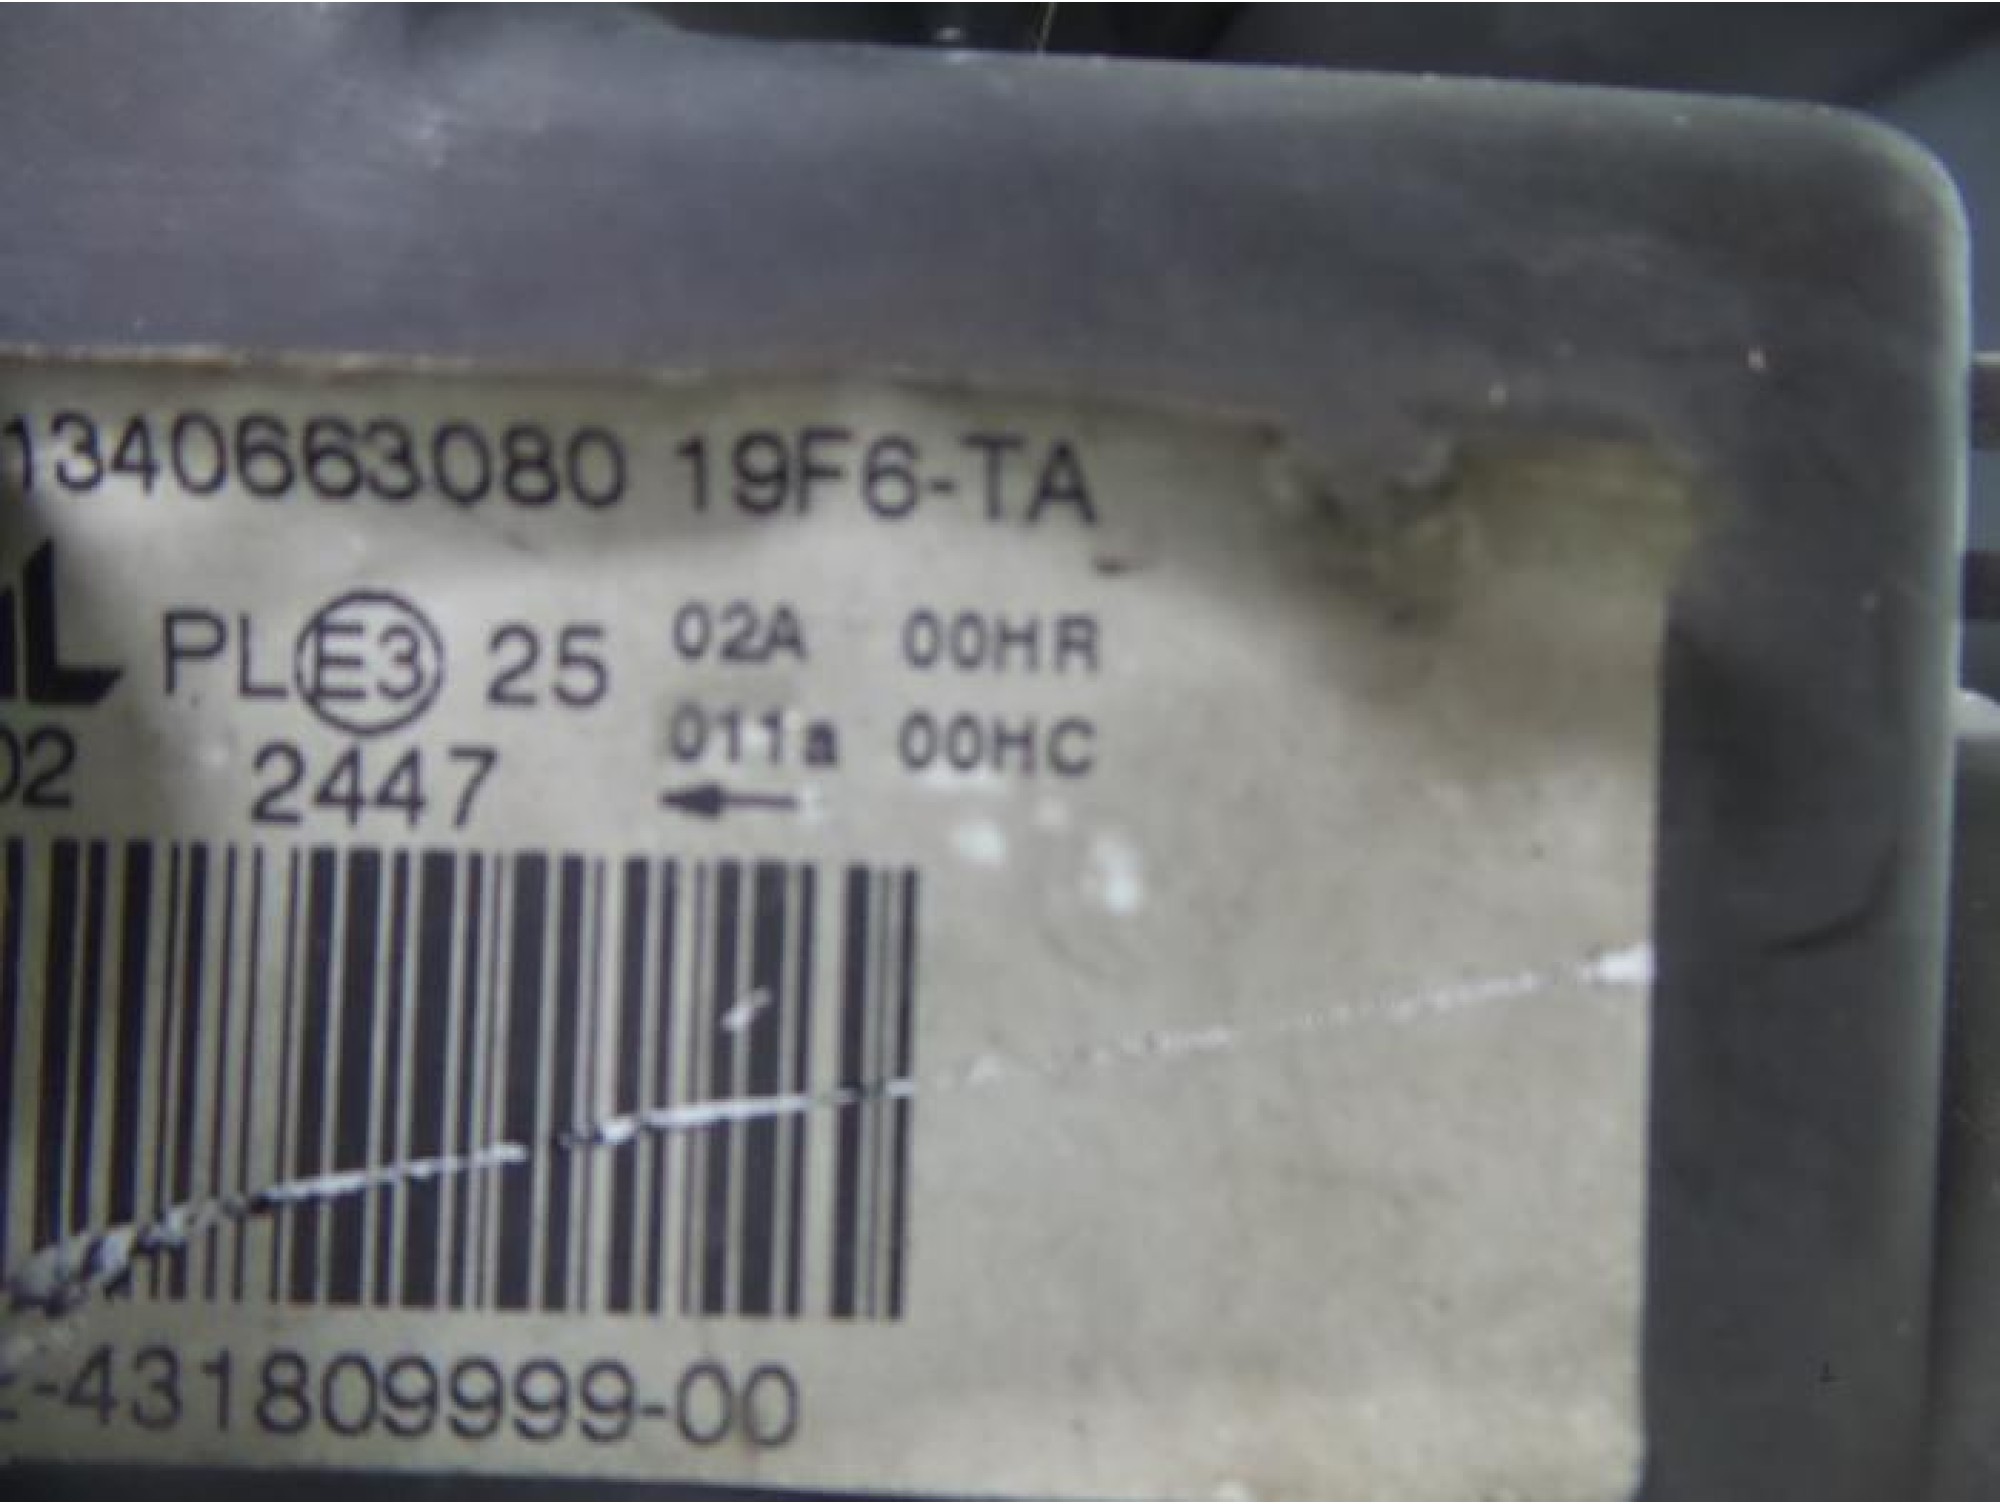 1340663080 19F6-TA
PL E3 25 02A 00HR
011a 00HC
02 2447
-431809999-00